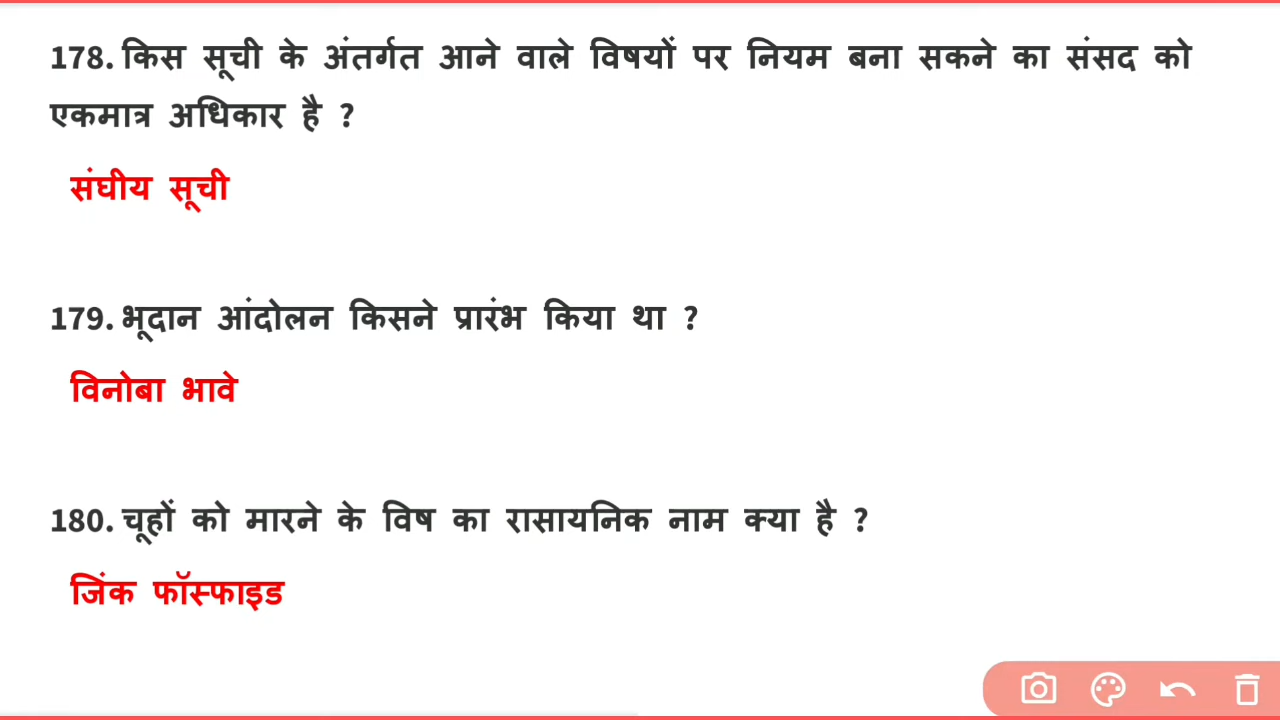 178. किस सूची के अंतर्गत आने वाले विषयों पर नियम बना सकने का संसद को
एकमात्र अधिकार है ?
संघीय सूची
179. भूदान आंदोलन किसने प्रारंभ किया था ?
विनोबा भावे
180. चूहों को मारने के विष का रासायनिक नाम क्या है ?
जिंक फॉस्फाइड